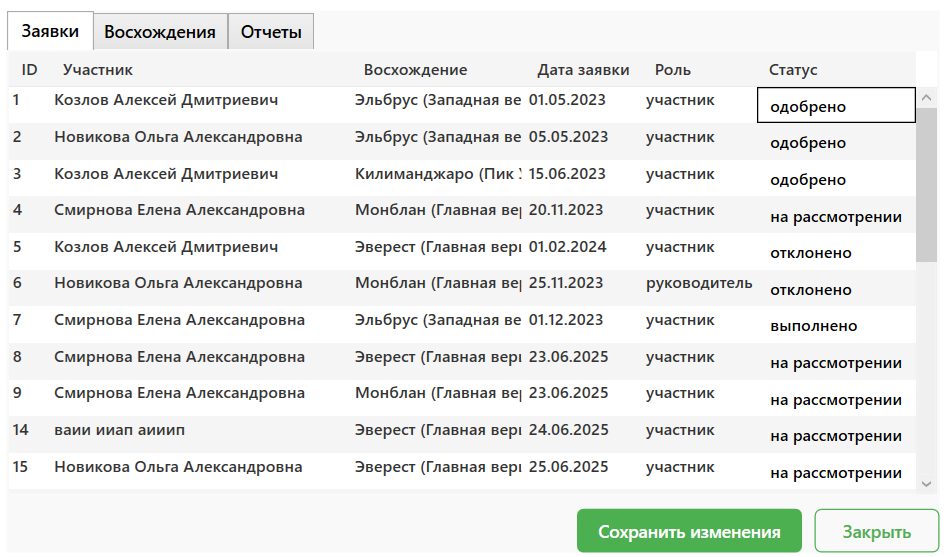 Заявки Восхождения Отчеты
ID Участник Восхождение Дата заявки Роль Статус
1 Козлов Алексей Дмитриевич Эльбрус (Западная ве 01.05.2023 участник одобрено
2 Новикова Ольга Александровна Эльбрус (Западная ве 05.05.2023 участник одобрено
3 Козлов Алексей Дмитриевич Килиманджаро (Пик 15.06.2023 участник одобрено
4 Смирнова Елена Александровна Монблан (Главная вер 20.11.2023 участник на рассмотрении
5 Козлов Алексей Дмитриевич Эверест (Главная верш 01.02.2024 участник отклонено
6 Новикова Ольга Александровна Монблан (Главная вер 25.11.2023 руководитель отклонено
7 Смирнова Елена Александровна Эльбрус (Западная ве 01.12.2023 участник выполнено
8 Смирнова Елена Александровна Эверест (Главная верш 23.06.2025 участник на рассмотрении
9 Смирнова Елена Александровна Монблан (Главная вер 23.06.2025 участник на рассмотрении
14 ваии ииап аииип Эверест (Главная верш 24.06.2025 участник на рассмотрении
15 Новикова Ольга Александровна Эверест (Главная верш 25.06.2025 участник на рассмотрении
Сохранить изменения Закрыть